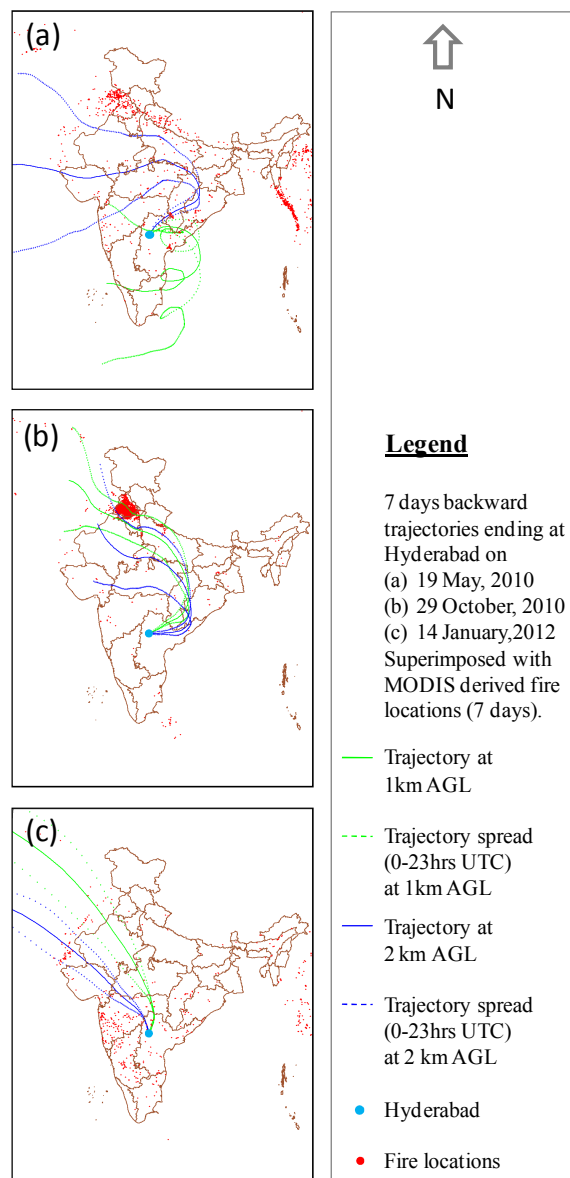 (a)
(b)
(c)
N
Legend
7 days backward
trajectories ending at
Hyderabad on
(a) 19 May, 2010
(b) 29 October, 2010
(c) 14 January,2012
Superimposed with
MODIS derived fire
locations (7 days).
Trajectory at
1km AGL
Trajectory spread
(0-23hrs UTC)
at 1km AGL
Trajectory at
2 km AGL
Trajectory spread
(0-23hrs UTC)
at 2 km AGL
Hyderabad
Fire locations